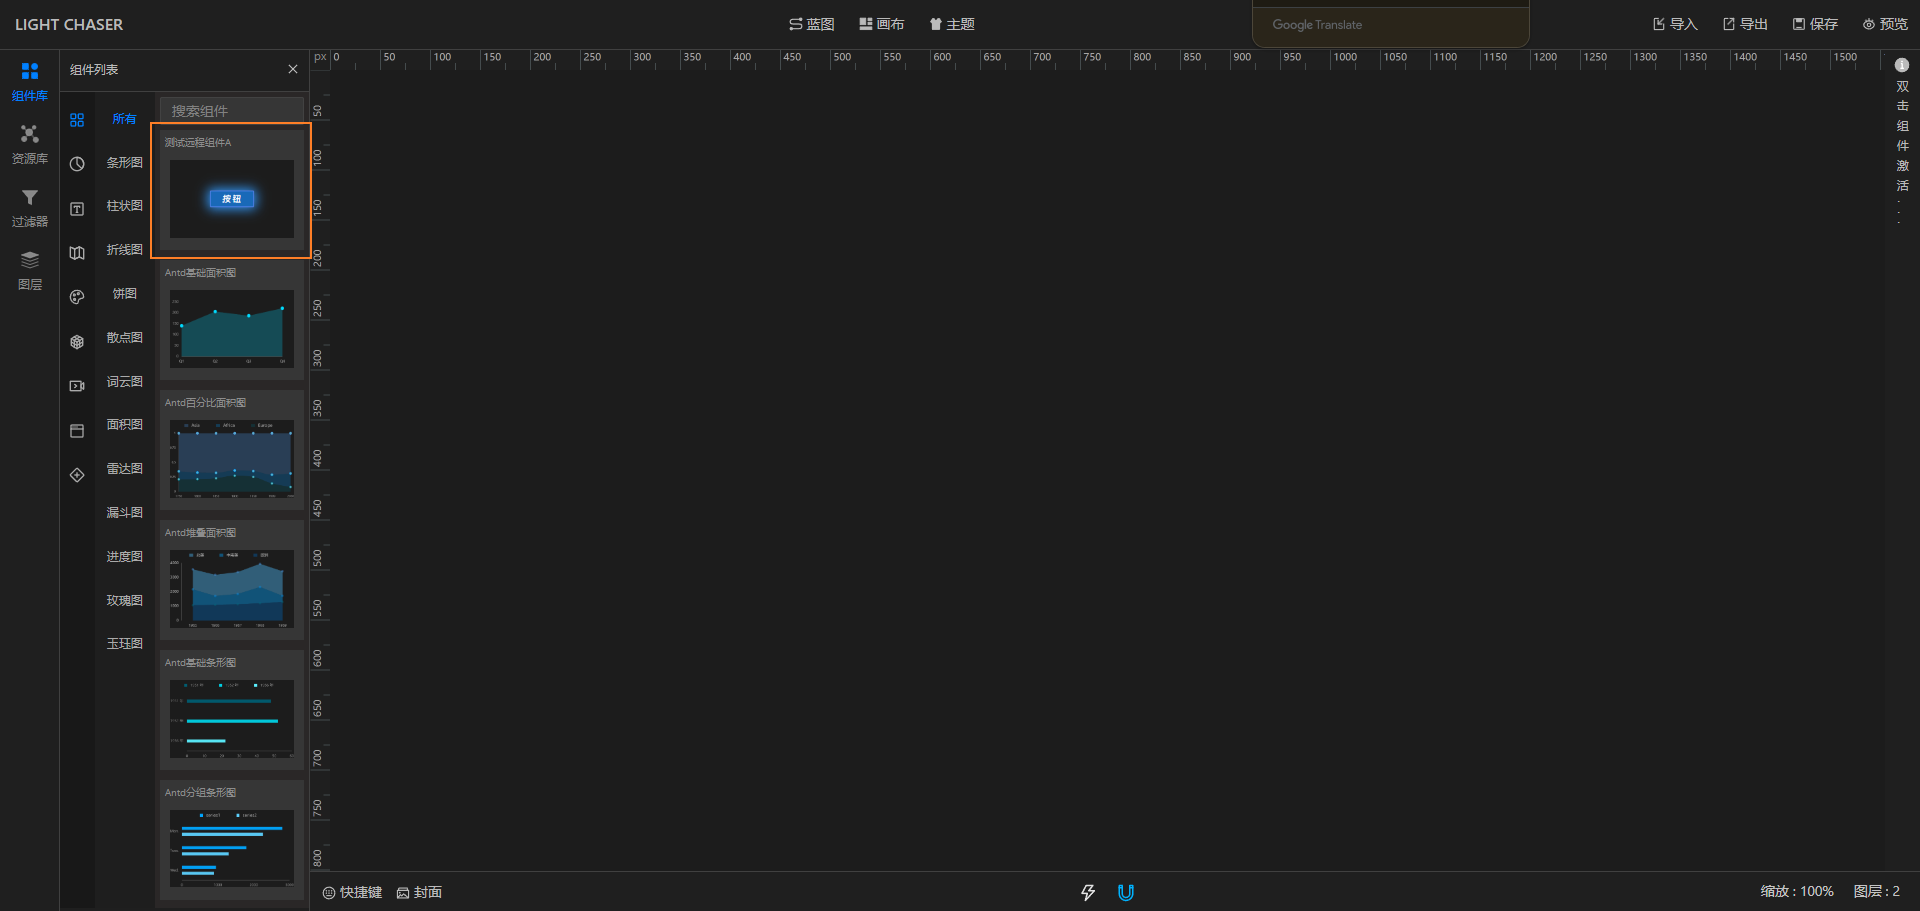 LIGHT CHASER
蓝图
画布
主题
Google Translate
导入
导出
保存
预览
组件库
资源库
过滤器
图层
组件列表
所有
条形图
柱状图
折线图
饼图
散点图
词云图
面积图
雷达图
漏斗图
进度图
玫瑰图
玉珏图
搜索组件
测试远程组件A
按钮
Antd基础面积图
Antd百分比面积图
Asia Africa Europe
Antd堆叠面积图
Antd基础条形图
Antd分组条形图
series1 series2
px
0 50 100 150 200 250 300 350 400 450 500 550 600 650 700 750 800 850 900 950 1000 1050 1100 1150 1200 1250 1300 1350 1400 1450 1500
50
100
150
200
250
300
350
400
450
500
550
600
650
700
750
800
双
击
组
件
激
活
.
.
.
快捷键
封面
缩放 : 100%
图层 : 2